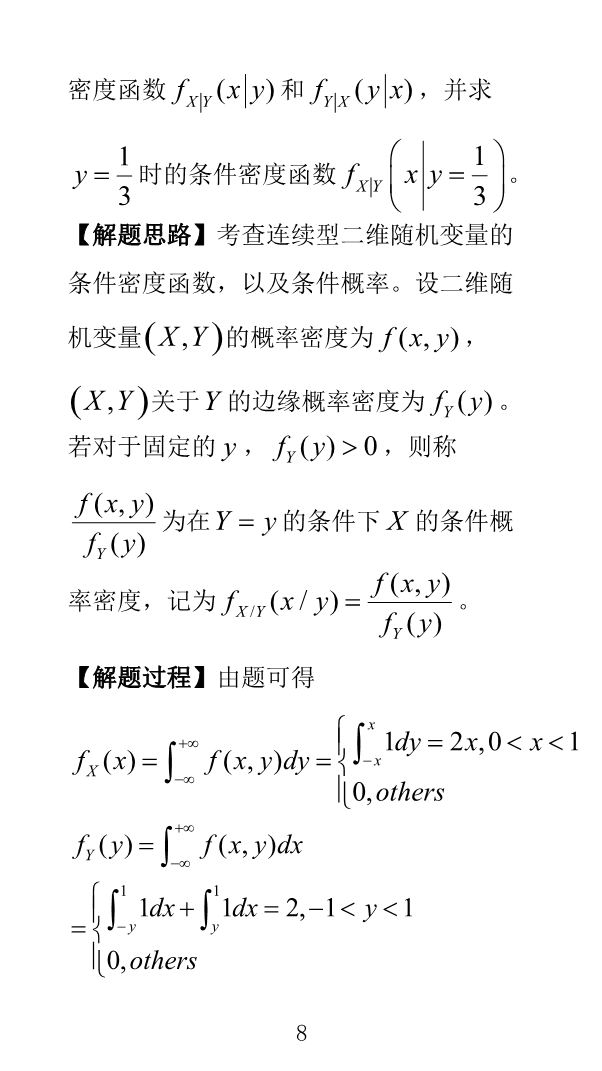 密度函数 f_{X|Y}(x|y) 和 f_{Y|X}(y|x)，并求
y = \frac{1}{3} 时的条件密度函数 f_{X|Y}\left(x \middle| y = \frac{1}{3}\right)。
【解题思路】考查连续型二维随机变量的
条件密度函数，以及条件概率。设二维随
机变量(X,Y)的概率密度为 f(x,y)，
(X,Y)关于Y的边缘概率密度为 f_Y(y)。
若对于固定的 y，f_Y(y) > 0，则称
\frac{f(x,y)}{f_Y(y)} 为在Y = y 的条件下 X 的条件概
率密度，记为 f_{X/Y}(x / y) = \frac{f(x,y)}{f_Y(y)}。
【解题过程】由题可得
f_X(x) = \int_{-∞}^{+∞} f(x,y)dy = \begin{cases} \int_{-x}^{x} 1dy = 2x, 0 < x < 1 \\ 0, others \end{cases}
f_Y(y) = \int_{-∞}^{+∞} f(x,y)dx
= \begin{cases} \int_{-y}^{1} 1dx + \int_{y}^{1} 1dx = 2, -1 < y < 1 \\ 0, others \end{cases}
8